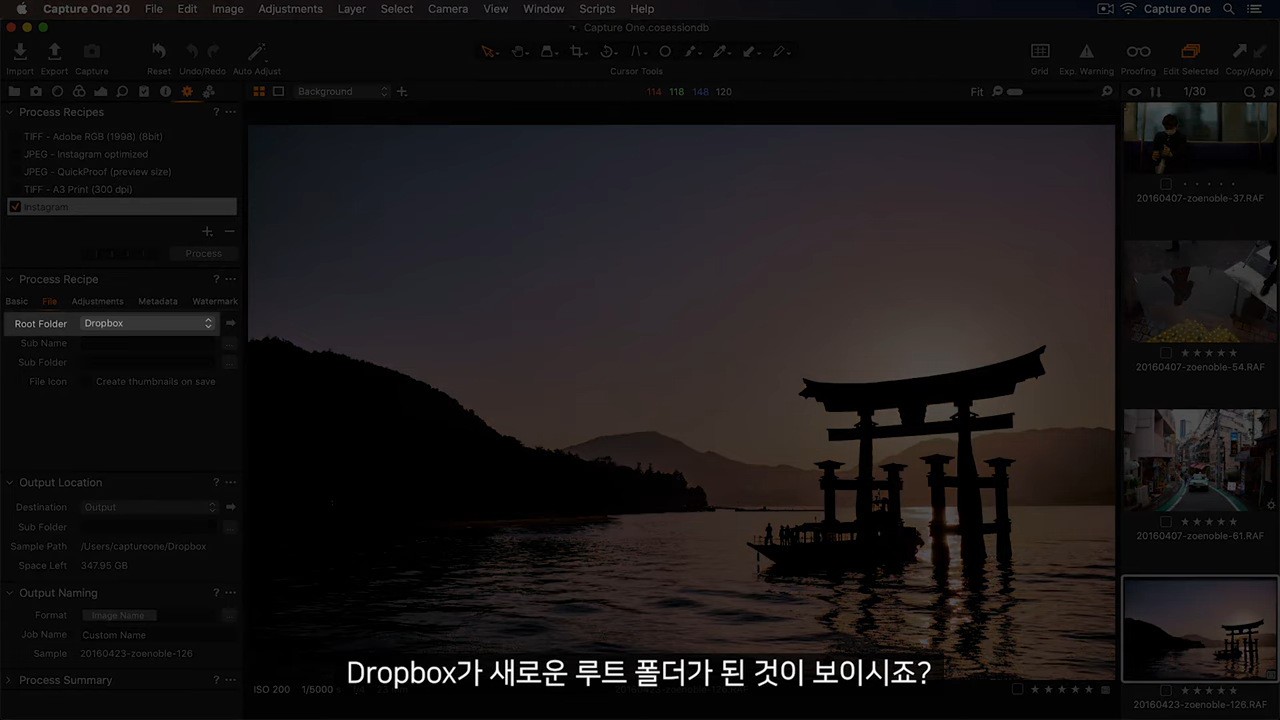 Capture One 20 File Edit Image Adjustments Layer Select Camera View Window Scripts Help Capture One
Capture One.cosessiondb
Import Export Capture Reset Undo/Redo Auto Adjust Cursor Tools Grid Exp. Warning Proofing Edit Selected Copy/Apply
Background 114 118 148 120 Fit 1/30
Process Recipes ? ...
TIFF - Adobe RGB (1998) (8bit)
JPEG - Instagram optimized
JPEG - QuickProof (preview size)
TIFF - A3 Print (300 dpi)
Instagram
Process
Process Recipe ? ...
Basic File Adjustments Metadata Watermark
Root Folder Dropbox
Sub Name
Sub Folder
File Icon Create thumbnails on save
Output Location ? ...
Destination Output
Sub Folder
Sample Path /Users/captureone/Dropbox
Space Left 347.95 GB
Output Naming ? ...
Format Image Name
Job Name Custom Name
Sample 20160423-zoenoble-126
Process Summary ? ...
20160407-zoenoble-37.RAF
20160407-zoenoble-54.RAF
20160407-zoenoble-61.RAF
20160423-zoenoble-126.RAF
Dropbox가 새로운 루트 폴더가 된 것이 보이시죠?
ISO 200 1/5000 s